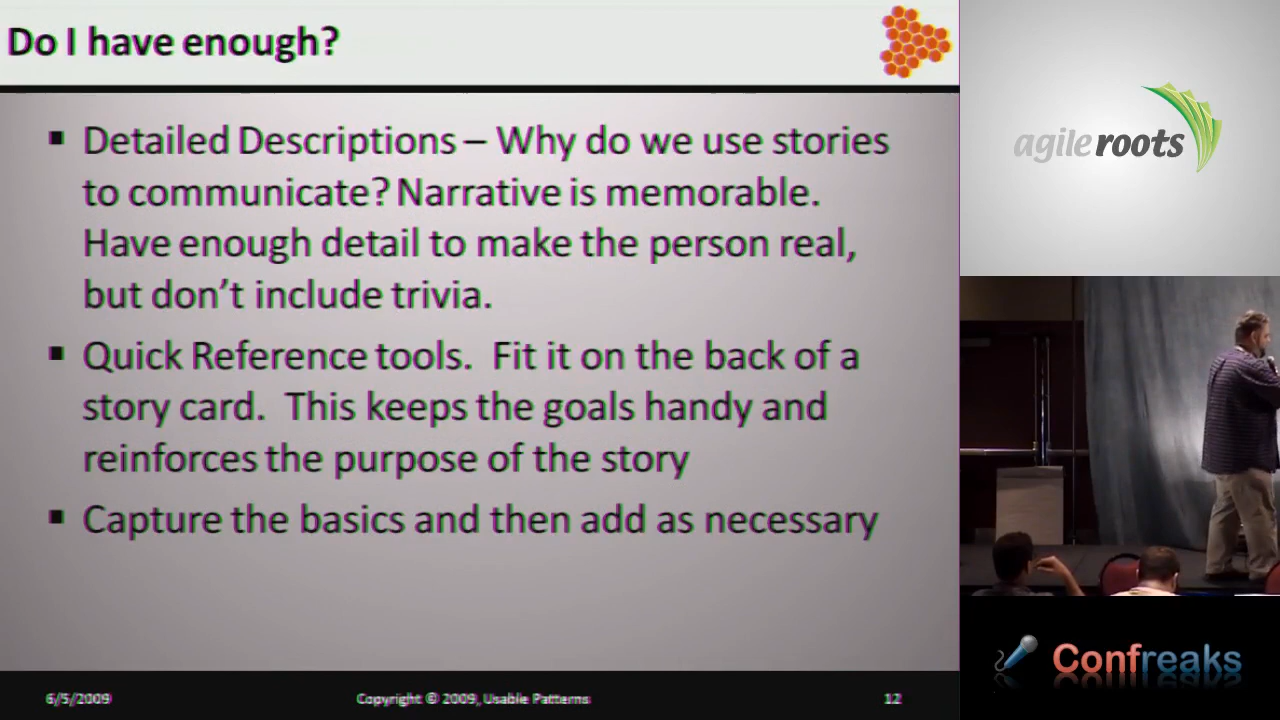 Do I have enough?
▪ Detailed Descriptions – Why do we use stories
to communicate? Narrative is memorable.
Have enough detail to make the person real,
but don't include trivia.
▪ Quick Reference tools.  Fit it on the back of a
story card.  This keeps the goals handy and
reinforces the purpose of the story
▪ Capture the basics and then add as necessary
6/5/2009
Copyright © 2009, Usable Patterns
12
agileroots
Confreaks